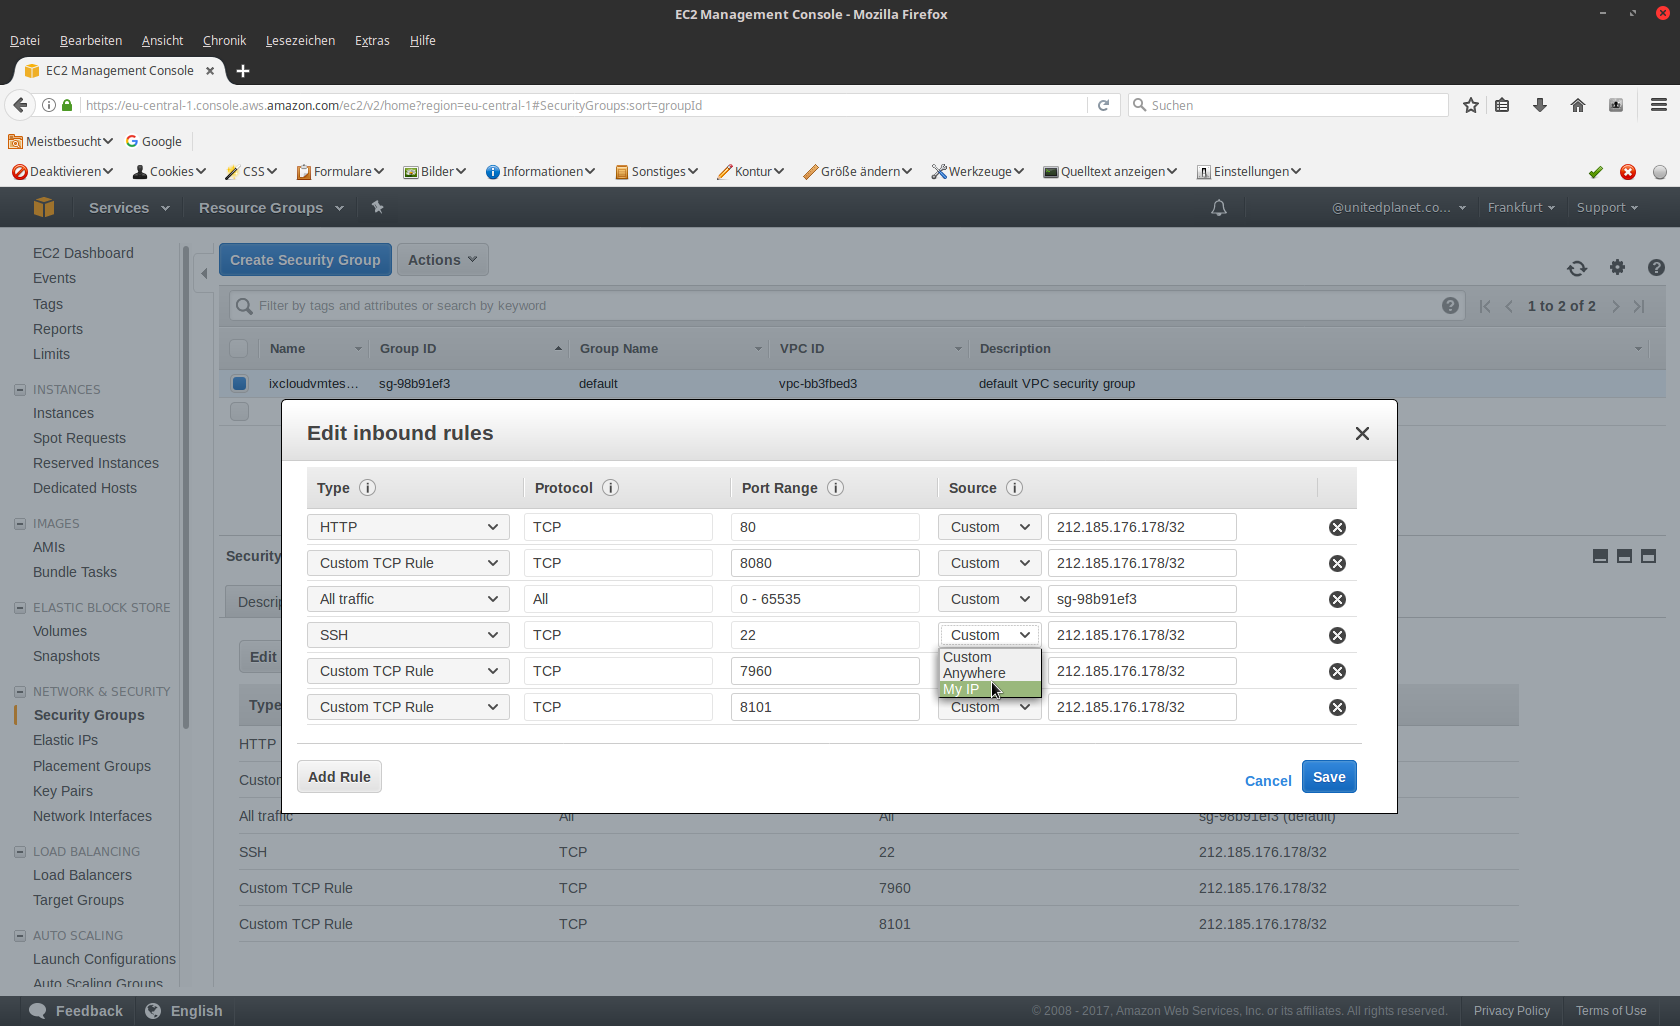 EC2 Management Console - Mozilla Firefox
Datei Bearbeiten Ansicht Chronik Lesezeichen Extras Hilfe
EC2 Management Console
https://eu-central-1.console.aws.amazon.com/ec2/v2/home?region=eu-central-1#SecurityGroups:sort=groupId
Suchen
Meistbesucht Google
Deaktivieren Cookies CSS Formulare Bilder Informationen Sonstiges Kontur Größe ändern Werkzeuge Quelltext anzeigen Einstellungen
Services Resource Groups @unitedplanet.co... Frankfurt Support
EC2 Dashboard
Events
Tags
Reports
Limits
INSTANCES
Instances
Spot Requests
Reserved Instances
Dedicated Hosts
IMAGES
AMIs
Bundle Tasks
ELASTIC BLOCK STORE
Volumes
Snapshots
NETWORK & SECURITY
Security Groups
Elastic IPs
Placement Groups
Key Pairs
Network Interfaces
LOAD BALANCING
Load Balancers
Target Groups
AUTO SCALING
Launch Configurations
Auto Scaling Groups
Create Security Group Actions
Filter by tags and attributes or search by keyword
1 to 2 of 2
Name Group ID Group Name VPC ID Description
ixcloudvmtes... sg-98b91ef3 default vpc-bb3fbed3 default VPC security group
Edit inbound rules
Type Protocol Port Range Source
HTTP TCP 80 Custom 212.185.176.178/32
Custom TCP Rule TCP 8080 Custom 212.185.176.178/32
All traffic All 0 - 65535 Custom sg-98b91ef3
SSH TCP 22 Custom 212.185.176.178/32
Custom
Anywhere
My IP
Custom TCP Rule TCP 7960 212.185.176.178/32
Custom TCP Rule TCP 8101 Custom 212.185.176.178/32
Add Rule Cancel Save
Security
Descrip
Edit
Type
HTTP
Custom
All traffic All All sg-98b91ef3 (default)
SSH TCP 22 212.185.176.178/32
Custom TCP Rule TCP 7960 212.185.176.178/32
Custom TCP Rule TCP 8101 212.185.176.178/32
Feedback English © 2008 - 2017, Amazon Web Services, Inc. or its affiliates. All rights reserved. Privacy Policy Terms of Use